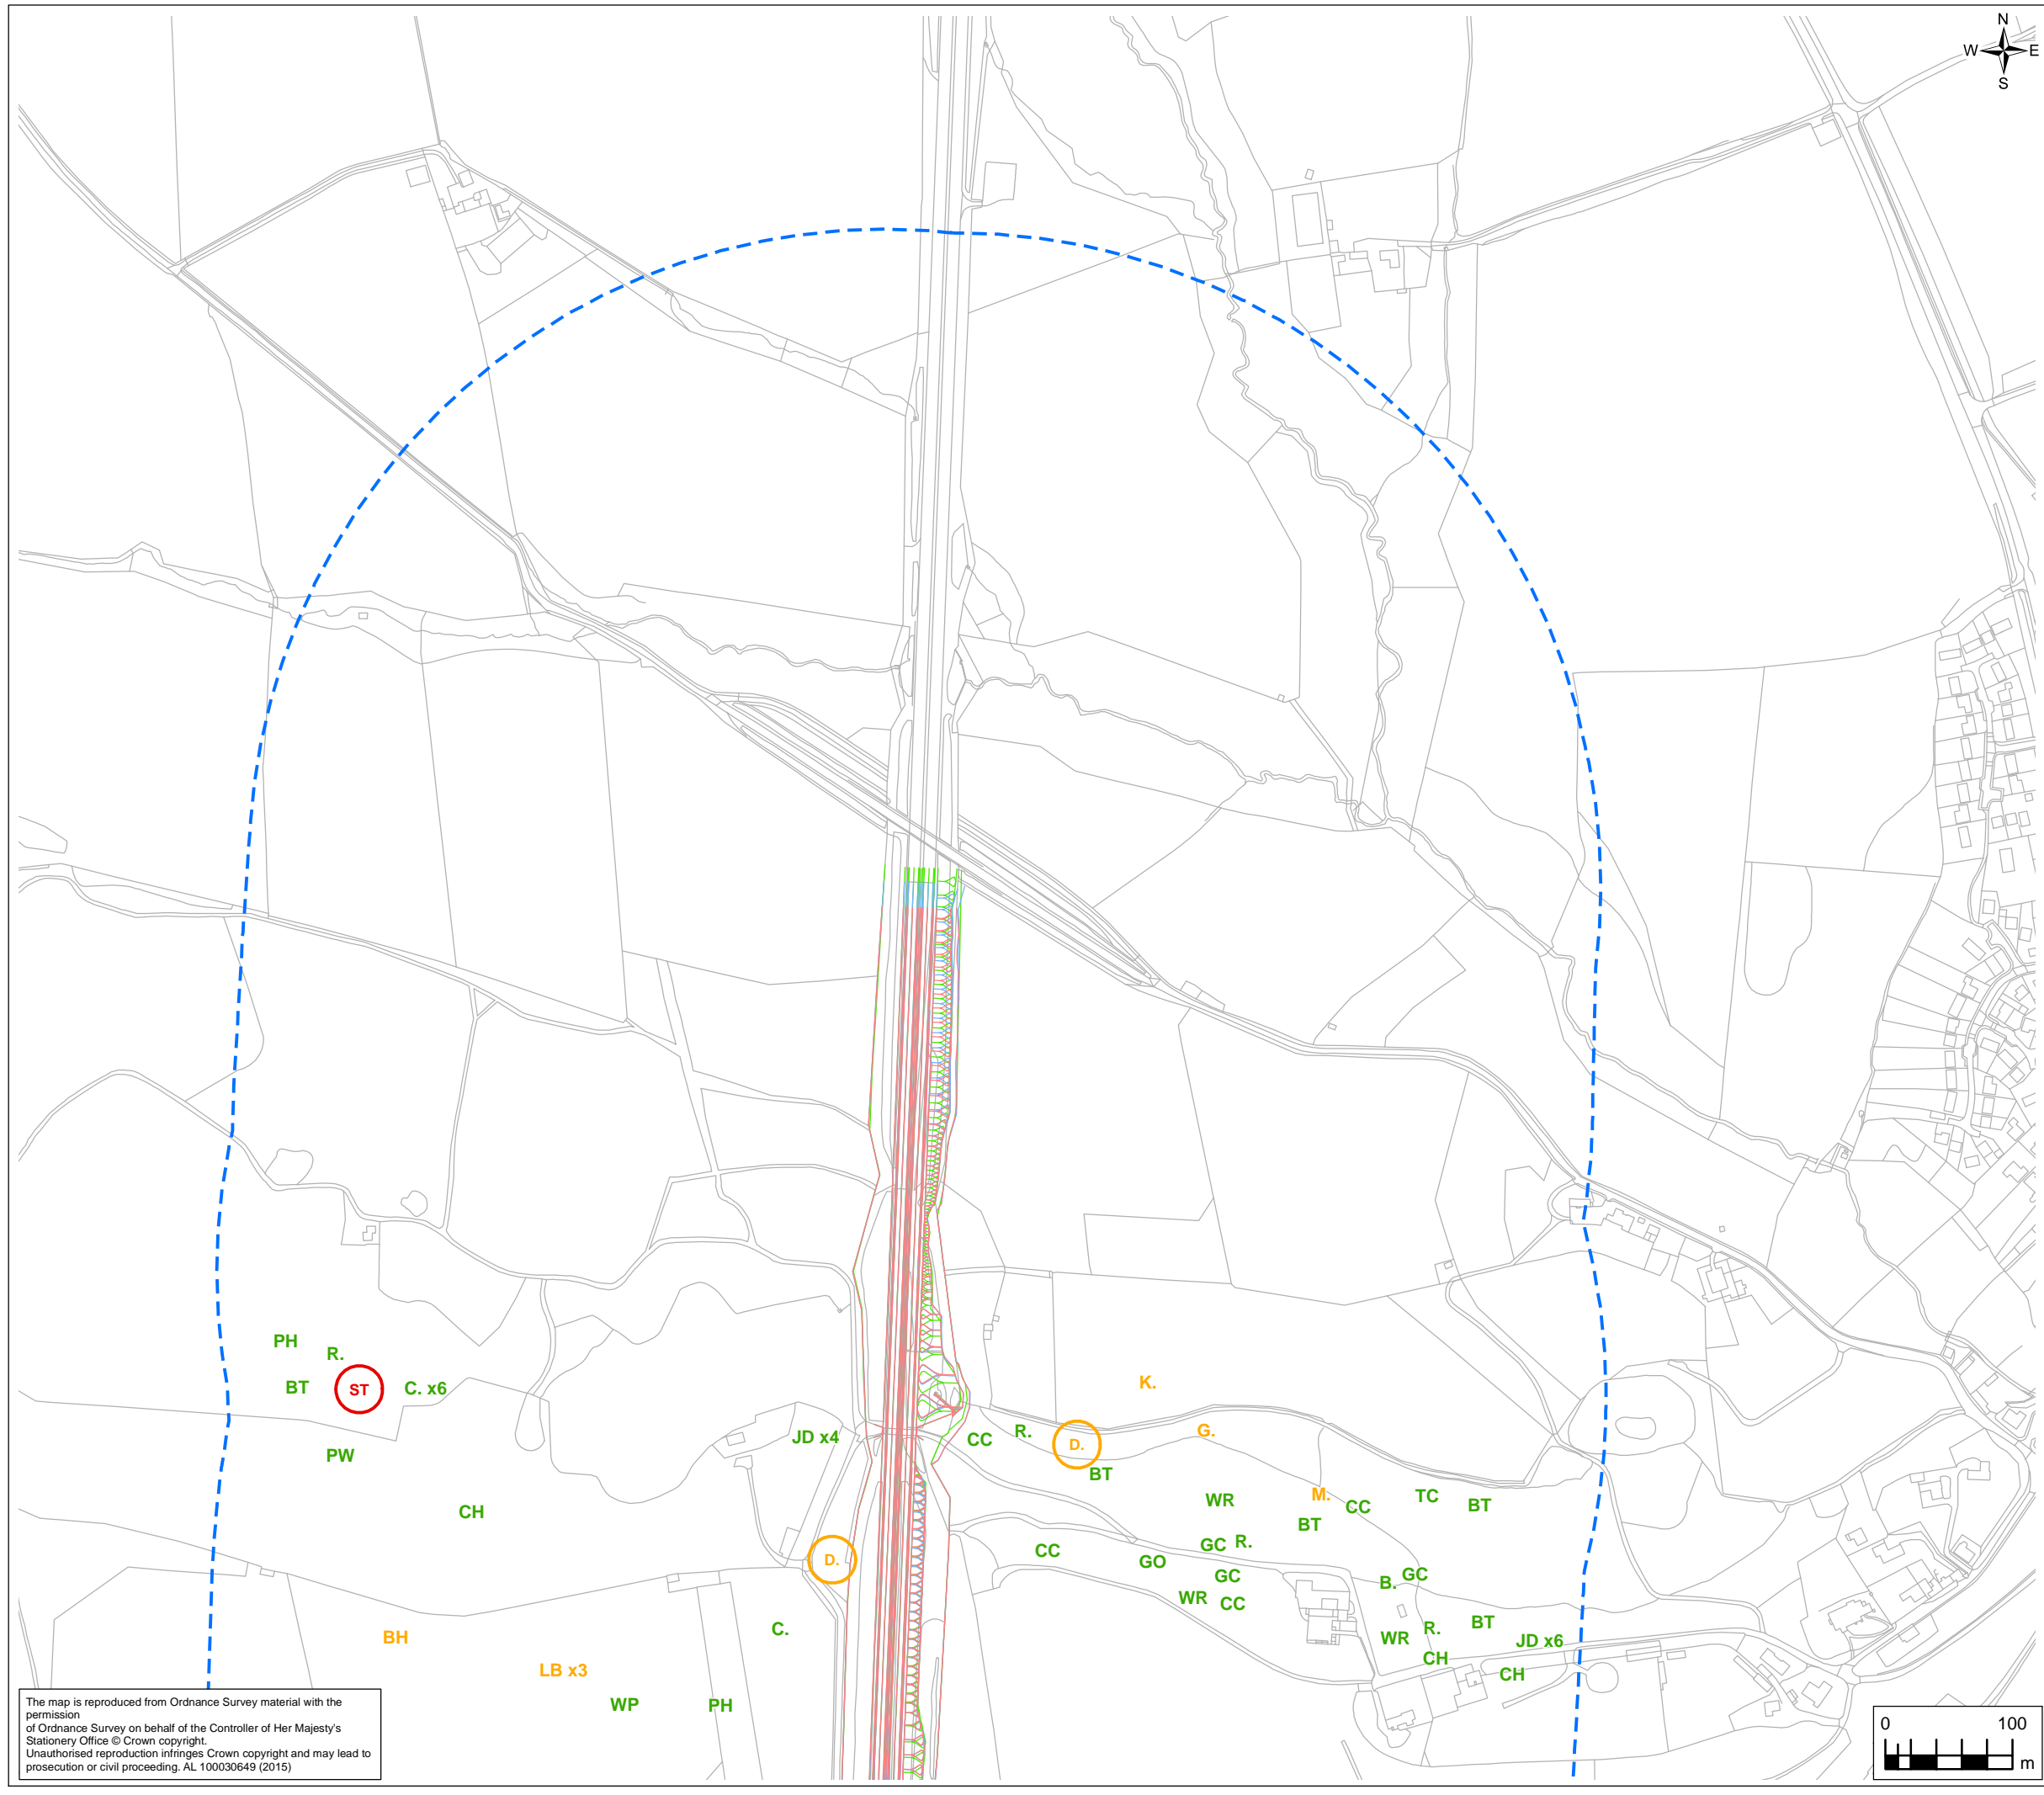 N
W E
S
PH
R.
BT
ST
C. x6
K.
PW
JD x4
CC
R.
D.
G.
BT
CH
WR
M.
CC
TC
BT
BT
D.
CC
GO
GC
R.
GC
WR
CC
B.
GC
C.
BH
LB x3
WP
PH
WR
R.
BT
CH
JD x6
CH
The map is reproduced from Ordnance Survey material with the
permission
of Ordnance Survey on behalf of the Controller of Her Majesty's
Stationery Office © Crown copyright.
Unauthorised reproduction infringes Crown copyright and may lead to
prosecution or civil proceeding. AL 100030649 (2015)
0 100
m